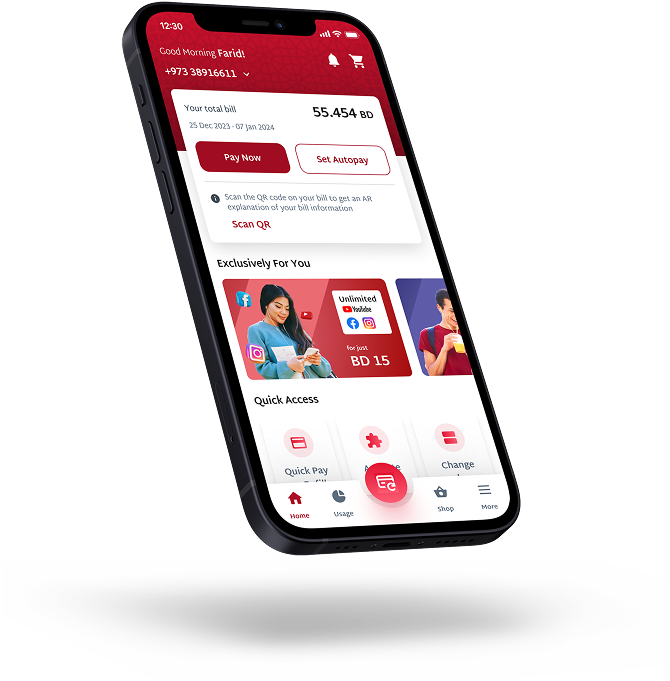 12:30
Good Morning Farid!
+973 38916611
Your total bill
55.454 BD
25 Dec 2023 - 07 Jan 2024
Pay Now
Set Autopay
Scan the QR code on your bill to get an AR
explanation of your bill information
Scan QR
Exclusively For You
Unlimited
YouTube
for just
BD 15
Quick Access
Quick Pay
Change
Home
Usage
Shop
More